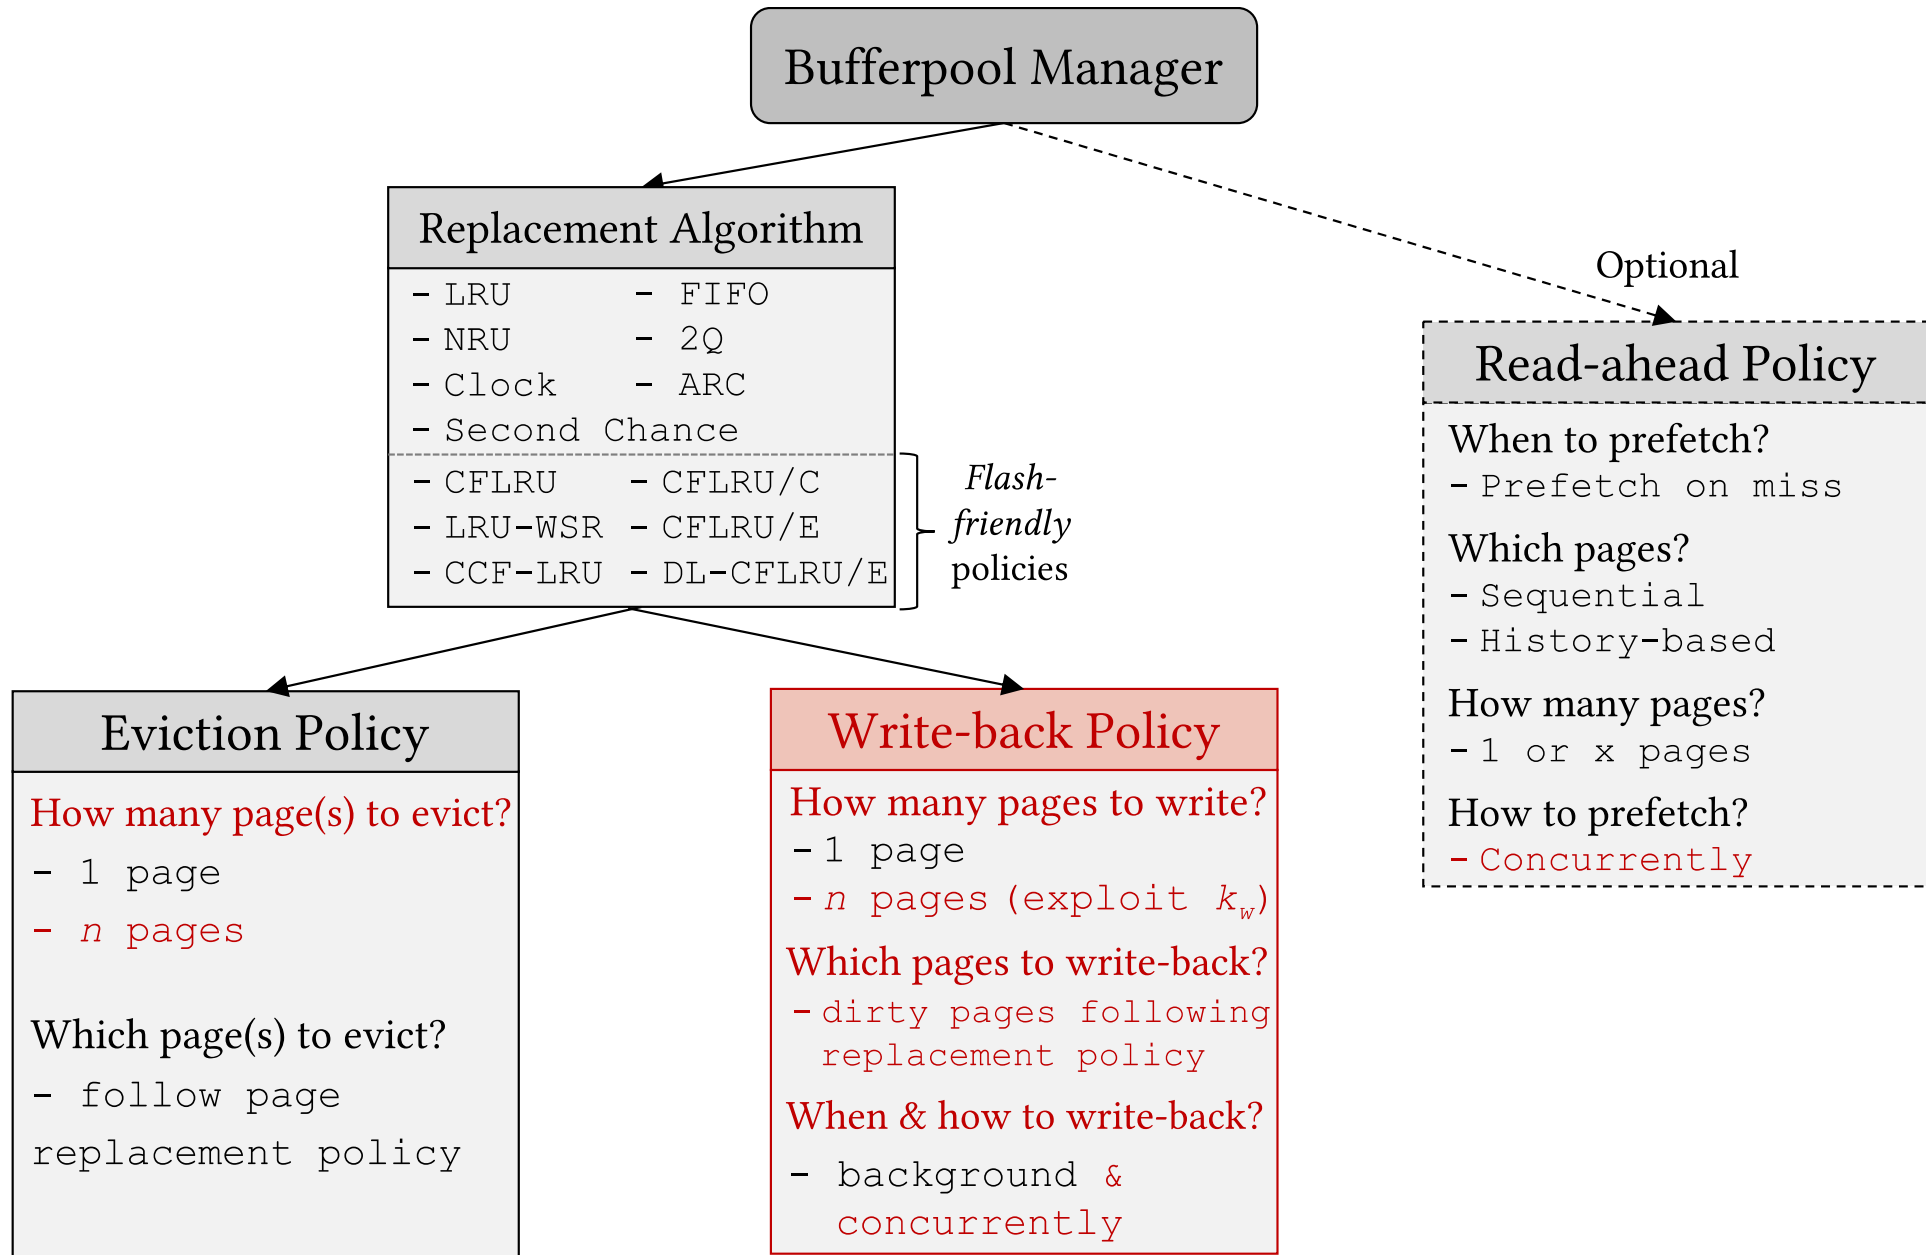 Bufferpool Manager
Replacement Algorithm
- LRU - FIFO
- NRU - 2Q
- Clock - ARC
- Second Chance
- CFLRU - CFLRU/C
- LRU-WSR - CFLRU/E
- CCF-LRU - DL-CFLRU/E
Flash-
friendly
policies
Optional
Read-ahead Policy
When to prefetch?
- Prefetch on miss
Which pages?
- Sequential
- History-based
How many pages?
- 1 or x pages
How to prefetch?
- Concurrently
Eviction Policy
How many page(s) to evict?
- 1 page
- n pages
Which page(s) to evict?
- follow page
replacement policy
Write-back Policy
How many pages to write?
- 1 page
- n pages (exploit k_w)
Which pages to write-back?
- dirty pages following
replacement policy
When & how to write-back?
- background &
concurrently